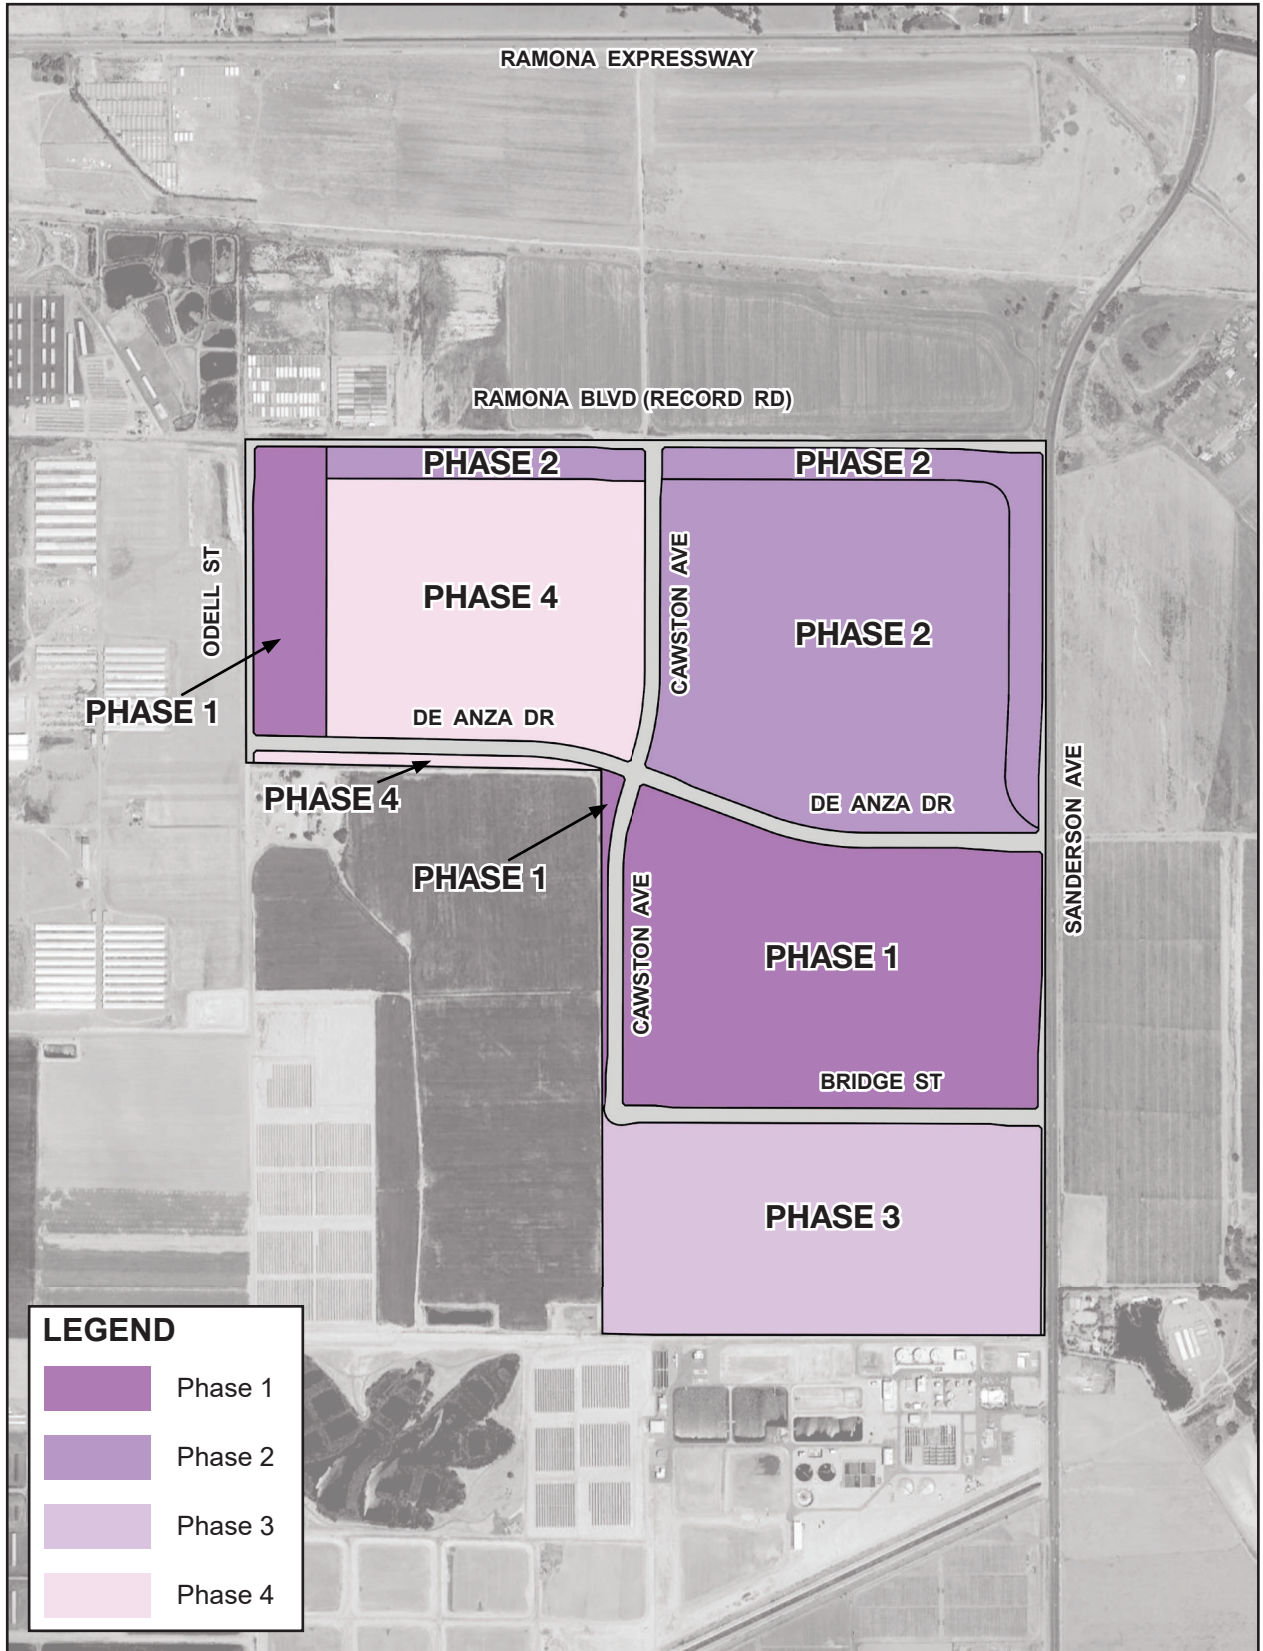 RAMONA EXPRESSWAY
RAMONA BLVD (RECORD RD)
PHASE 2
PHASE 2
ODELL ST
PHASE 4
CAWSTON AVE
PHASE 2
PHASE 1
DE ANZA DR
PHASE 4
DE ANZA DR
SANDERSON AVE
PHASE 1
CAWSTON AVE
PHASE 1
BRIDGE ST
PHASE 3
LEGEND
Phase 1
Phase 2
Phase 3
Phase 4